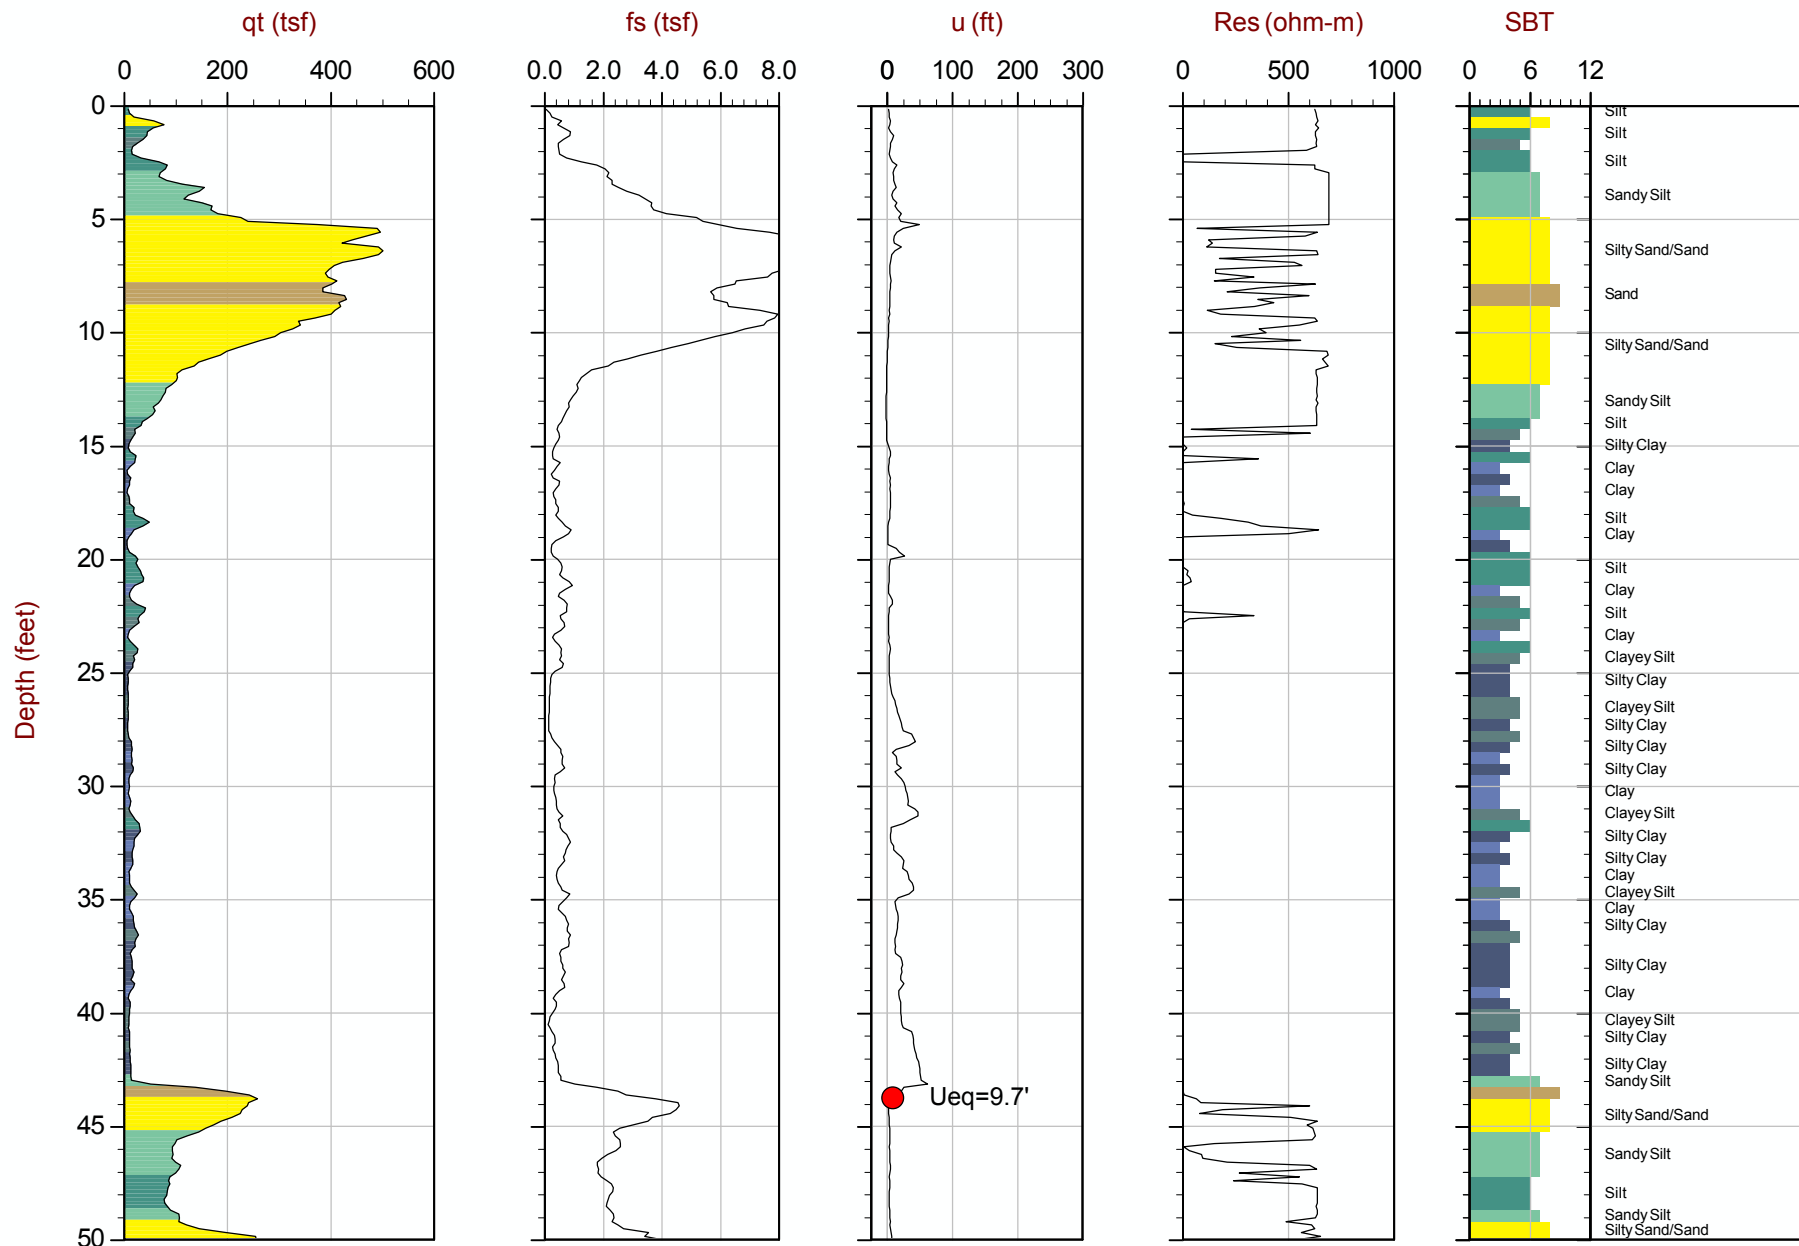 qt (tsf) fs (tsf) u (ft) Res (ohm-m) SBT
0 200 400 600 0.0 2.0 4.0 6.0 8.0 0 100 200 300 0 500 1000 0 6 12
0
Silt
Silt
Silt
Sandy Silt
5
Silty Sand/Sand
Sand
10
Silty Sand/Sand
Sandy Silt
Silt
15
Silty Clay
Clay
Clay
Silt
Clay
20
Silt
Clay
Silt
Clay
Clayey Silt
25
Silty Clay
Depth (feet)
Clayey Silt
Silty Clay
Silty Clay
Silty Clay
30
Clay
Clayey Silt
Silty Clay
Silty Clay
Clay
Clayey Silt
35
Clay
Silty Clay
Silty Clay
Clay
40
Clayey Silt
Silty Clay
Silty Clay
Sandy Silt
Ueq=9.7'
Silty Sand/Sand
45
Sandy Silt
Silt
Sandy Silt
Silty Sand/Sand
50